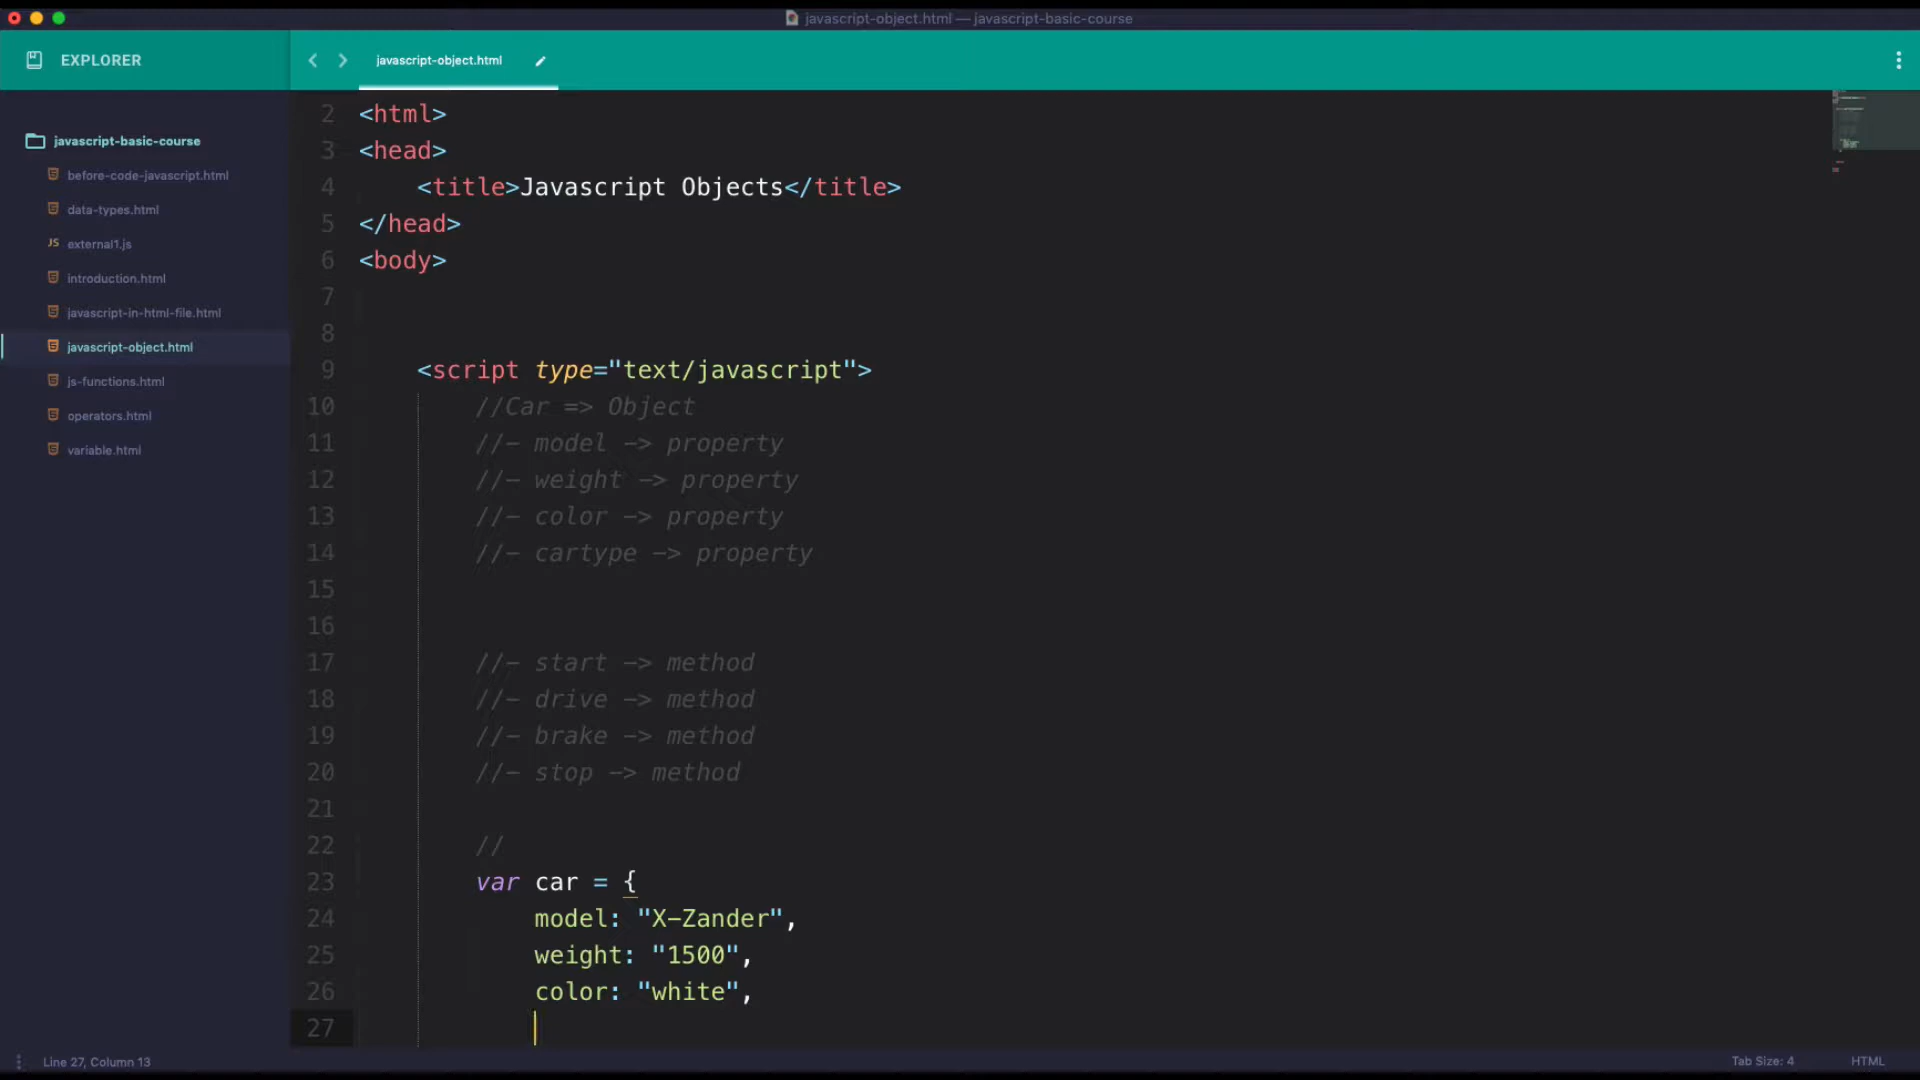 javascript-object.html — javascript-basic-course
EXPLORER
javascript-object.html
javascript-basic-course
before-code-javascript.html
data-types.html
JS external1.js
introduction.html
javascript-in-html-file.html
javascript-object.html
js-functions.html
operators.html
variable.html
2 <html>
3 <head>
4 <title>Javascript Objects</title>
5 </head>
6 <body>
7
8
9 <script type="text/javascript">
10 //Car => Object
11 //- model -> property
12 //- weight -> property
13 //- color -> property
14 //- cartype -> property
15
16
17 //- start -> method
18 //- drive -> method
19 //- brake -> method
20 //- stop -> method
21
22 //
23 var car = {
24 model: "X-Zander",
25 weight: "1500",
26 color: "white",
27
Line 27, Column 13
Tab Size: 4
HTML